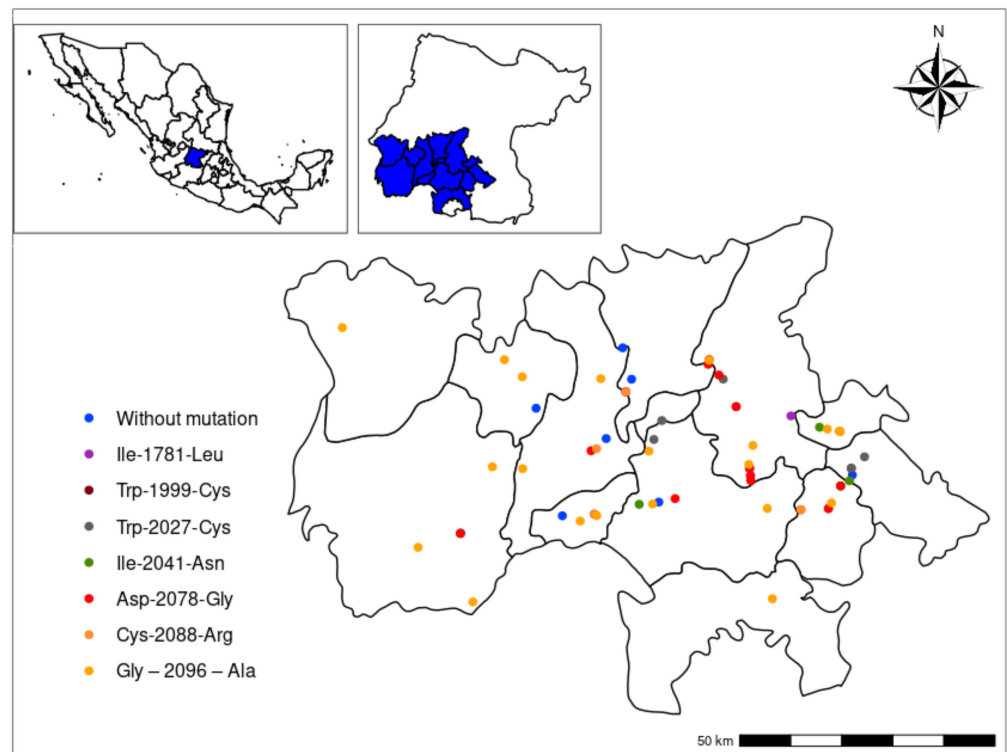 N
Without mutation
Ile-1781-Leu
Trp-1999-Cys
Trp-2027-Cys
Ile-2041-Asn
Asp-2078-Gly
Cys-2088-Arg
Gly – 2096 – Ala
50 km